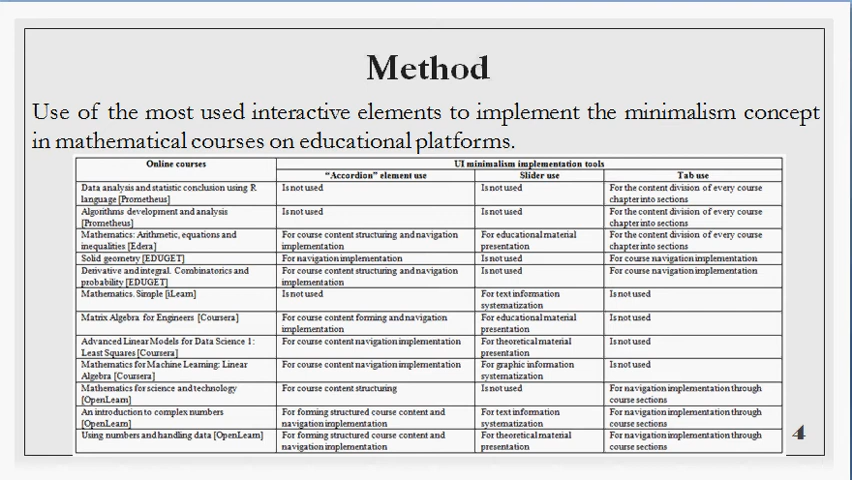 Method
Use of the most used interactive elements to implement the minimalism concept
in mathematical courses on educational platforms.
Online courses UI minimalism implementation tools
"Accordion" element use Slider use Tab use
Data analysis and statistic conclusion using R Is not used Is not used For the content division of every course
language [Prometheus] chapter into sections
Algorithms development and analysis Is not used Is not used For the content division of every course
[Prometheus] chapter into sections
Mathematics: Arithmetic, equations and For course content structuring and navigation For educational material For the content division of every course
inequalities [Edera] implementation presentation chapter into sections
Solid geometry [EDUGET] For navigation implementation Is not used For course navigation implementation
Derivative and integral. Combinatorics and For course content structuring and navigation Is not used For course navigation implementation
probability [EDUGET] implementation
Mathematics. Simple [iLearn] Is not used For text information Is not used
systematization
Matrix Algebra for Engineers [Coursera] For course content forming and navigation For educational material Is not used
implementation presentation
Advanced Linear Models for Data Science 1: For course content navigation implementation For theoretical material Is not used
Least Squares [Coursera] presentation
Mathematics for Machine Learning: Linear For course content navigation implementation For graphic information Is not used
Algebra [Coursera] systematization
Mathematics for science and technology For course content structuring Is not used For navigation implementation through
[OpenLearn] course sections
An introduction to complex numbers For forming structured course content and For text information For navigation implementation through
[OpenLearn] navigation implementation systematization course sections
Using numbers and handling data [OpenLearn] For forming structured course content and For theoretical material For navigation implementation through
navigation implementation presentation course sections
4